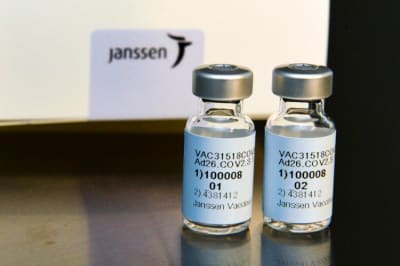 janssen
VAC31518COV
Ad26.COV2.S
1)100008
01
2) 4381412
Janssen Vaccine
VAC31518COV
Ad26.COV2.S
1)100008
02
2) 4381412
Janssen Vaccin